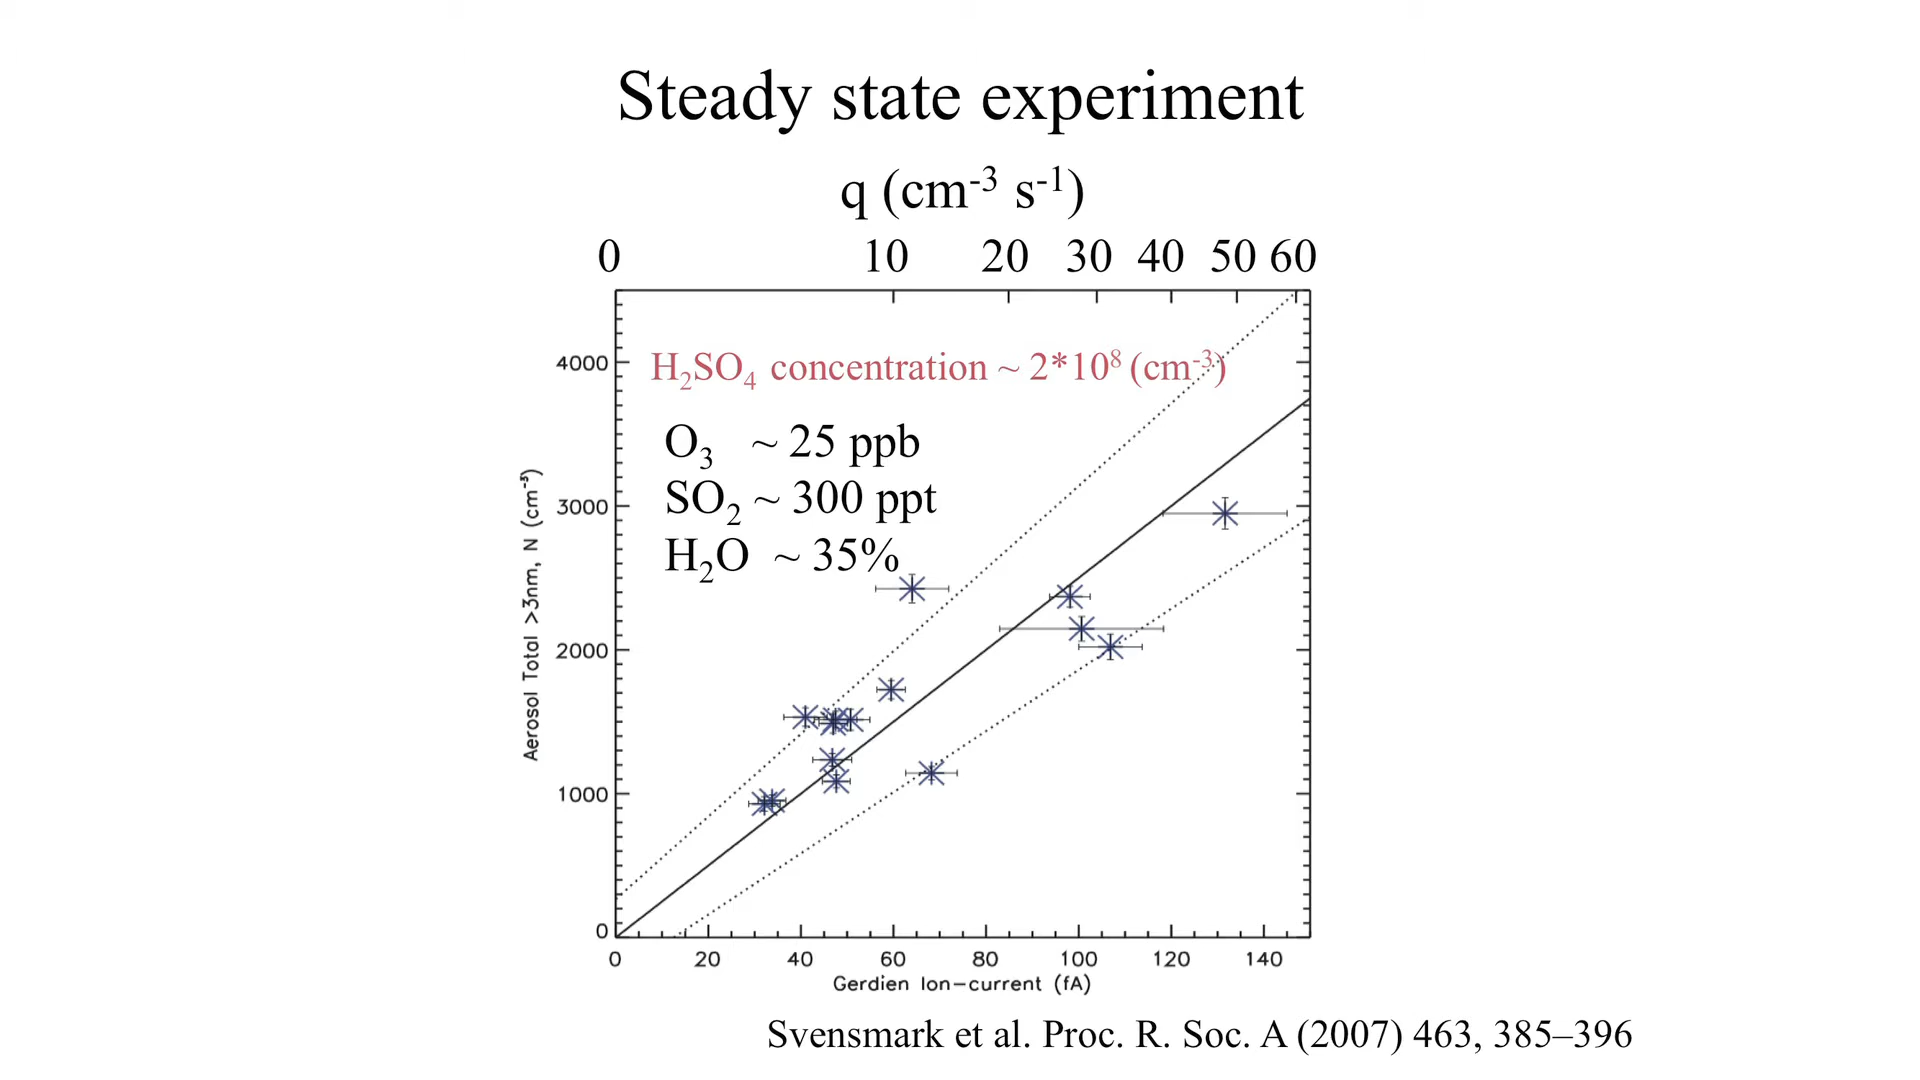 Steady state experiment
q (cm-3 s-1)
0 10 20 30 40 50 60
H2SO4 concentration ~ 2*10^8 (cm-3)
O3 ~ 25 ppb
SO2 ~ 300 ppt
H2O ~ 35%
Aerosol Total >3nm, N (cm-3)
4000
3000
2000
1000
0
0 20 40 60 80 100 120 140
Gerdien Ion-current (fA)
Svensmark et al. Proc. R. Soc. A (2007) 463, 385–396